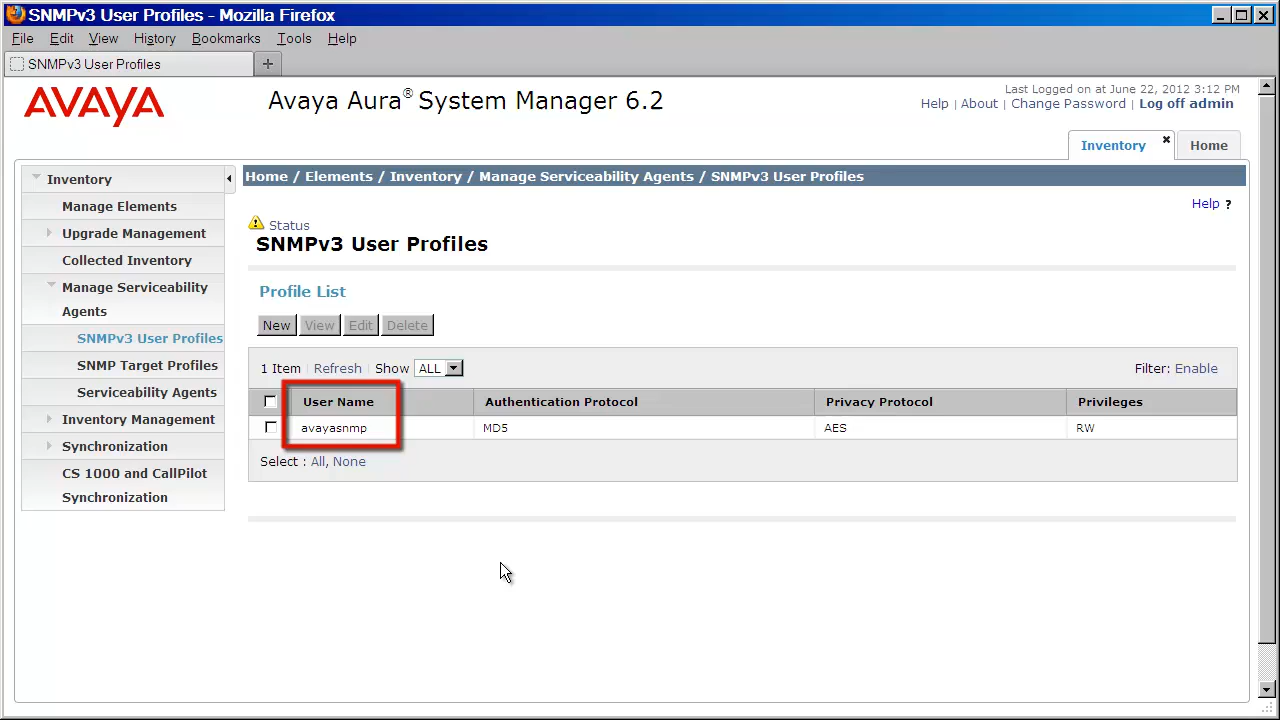 SNMPv3 User Profiles - Mozilla Firefox
File Edit View History Bookmarks Tools Help
SNMPv3 User Profiles +
AVAYA
Avaya Aura® System Manager 6.2
Last Logged on at June 22, 2012 3:12 PM
Help | About | Change Password | Log off admin
Inventory Home
Inventory
Manage Elements
Upgrade Management
Collected Inventory
Manage Serviceability
Agents
SNMPv3 User Profiles
SNMP Target Profiles
Serviceability Agents
Inventory Management
Synchronization
CS 1000 and CallPilot
Synchronization
Home / Elements / Inventory / Manage Serviceability Agents / SNMPv3 User Profiles
Help ?
Status
SNMPv3 User Profiles
Profile List
New View Edit Delete
1 Item | Refresh | Show ALL Filter: Enable
User Name Authentication Protocol Privacy Protocol Privileges
avayasnmp MD5 AES RW
Select : All, None